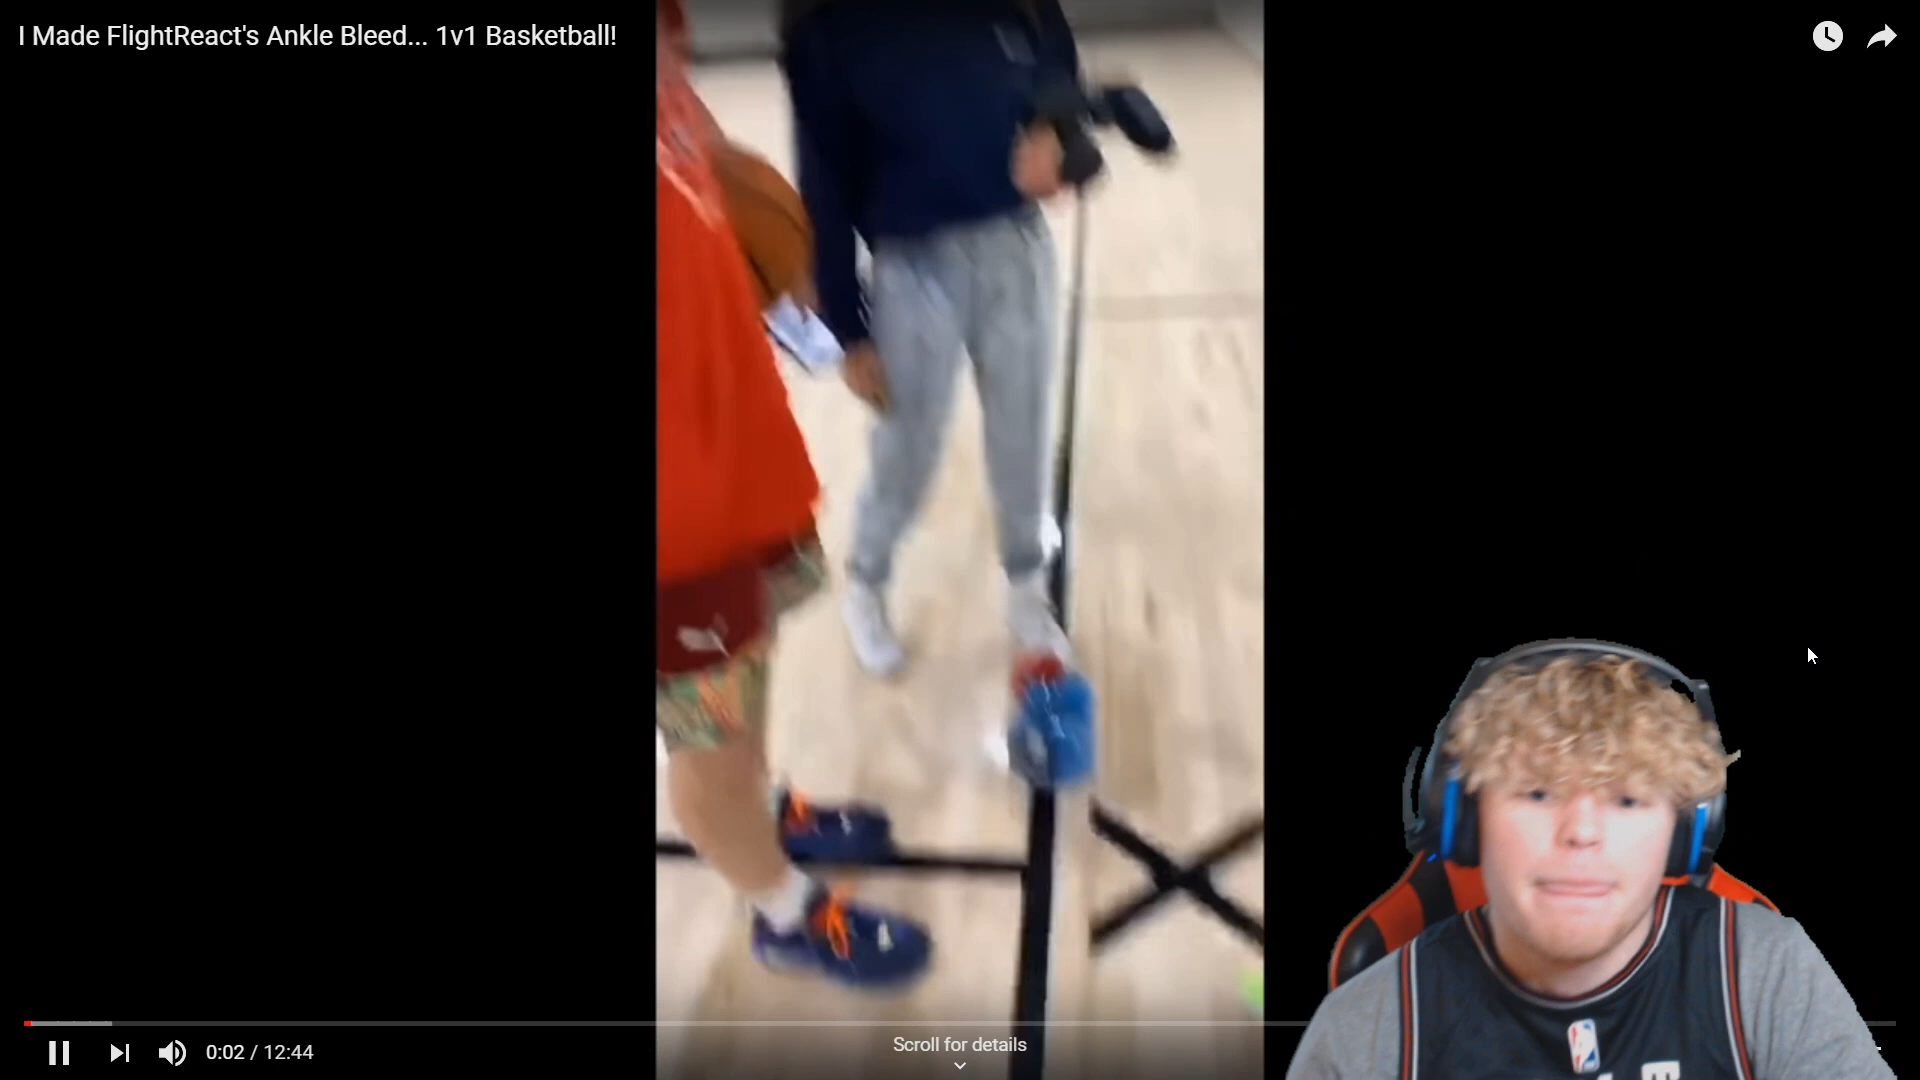 I Made FlightReact's Ankle Bleed... 1v1 Basketball!
0:02 / 12:44
Scroll for details